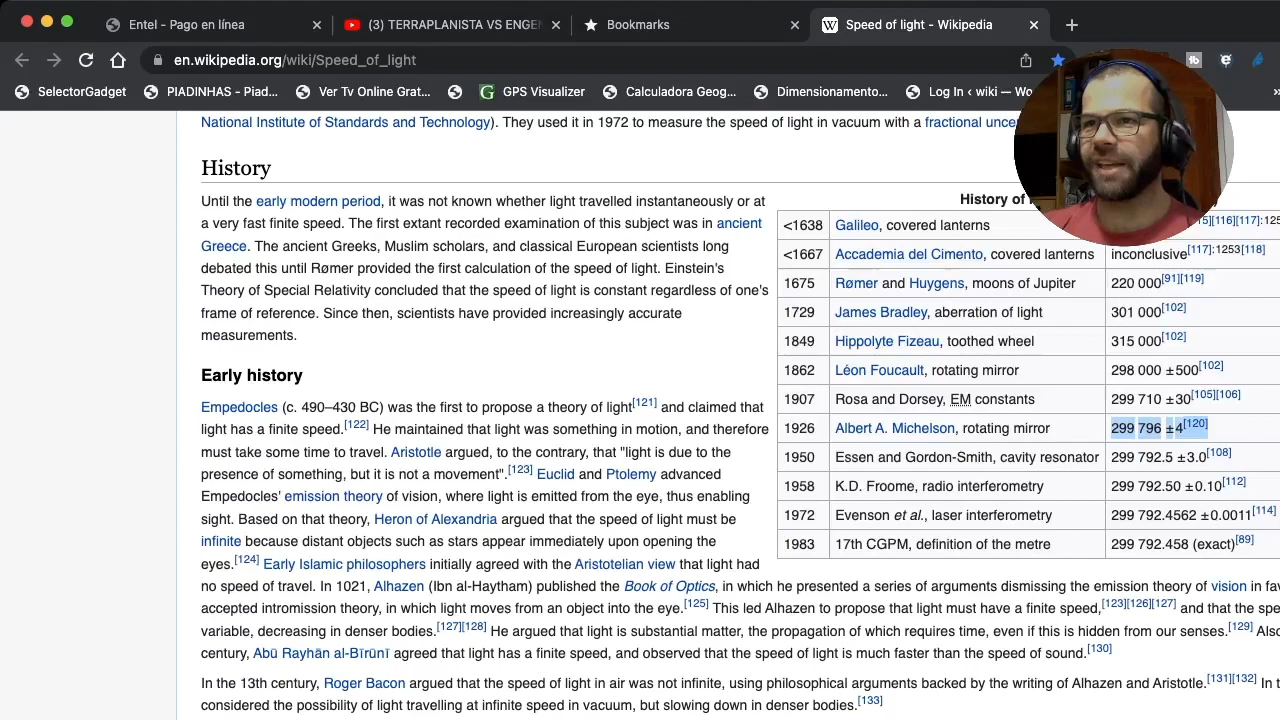 Entel - Pago en línea
(3) TERRAPLANISTA VS ENGEN
Bookmarks
W
Speed of light - Wikipedia
en.wikipedia.org/wiki/Speed_of_light
tb
SelectorGadget
PIADINHAS - Piad...
Ver Tv Online Grat...
G
GPS Visualizer
Calculadora Geog...
Dimensionamento...
Log In ‹ wiki — Wo
»
National Institute of Standards and Technology). They used it in 1972 to measure the speed of light in vacuum with a fractional
History
Until the early modern period, it was not known whether light travelled instantaneously or at
a very fast finite speed. The first extant recorded examination of this subject was in ancient
Greece. The ancient Greeks, Muslim scholars, and classical European scientists long
debated this until Rømer provided the first calculation of the speed of light. Einstein's
Theory of Special Relativity concluded that the speed of light is constant regardless of one's
frame of reference. Since then, scientists have provided increasingly accurate
measurements.
Early history
Empedocles (c. 490–430 BC) was the first to propose a theory of light[121] and claimed that
light has a finite speed.[122] He maintained that light was something in motion, and therefore
must take some time to travel. Aristotle argued, to the contrary, that "light is due to the
presence of something, but it is not a movement".[123] Euclid and Ptolemy advanced
Empedocles' emission theory of vision, where light is emitted from the eye, thus enabling
sight. Based on that theory, Heron of Alexandria argued that the speed of light must be
infinite because distant objects such as stars appear immediately upon opening the
eyes.[124] Early Islamic philosophers initially agreed with the Aristotelian view that light had
no speed of travel. In 1021, Alhazen (Ibn al-Haytham) published the Book of Optics, in which he presented a series of arguments dismissing the emission theory of vision in
accepted intromission theory, in which light moves from an object into the eye.[125] This led Alhazen to propose that light must have a finite speed,[123][126][127] and that the
variable, decreasing in denser bodies.[127][128] He argued that light is substantial matter, the propagation of which requires time, even if this is hidden from our senses.[129]
century, Abū Rayhān al-Bīrūnī agreed that light has a finite speed, and observed that the speed of light is much faster than the speed of sound.[130]
In the 13th century, Roger Bacon argued that the speed of light in air was not infinite, using philosophical arguments backed by the writing of Alhazen and Aristotle.[131][132] In
considered the possibility of light travelling at infinite speed in vacuum, but slowing down in denser bodies.[133]
History of
<1638 Galileo, covered lanterns [116][117]:125
<1667 Accademia del Cimento, covered lanterns inconclusive[117]:1253[118]
1675 Rømer and Huygens, moons of Jupiter 220 000[91][119]
1729 James Bradley, aberration of light 301 000[102]
1849 Hippolyte Fizeau, toothed wheel 315 000[102]
1862 Léon Foucault, rotating mirror 298 000 ±500[102]
1907 Rosa and Dorsey, EM constants 299 710 ±30[105][106]
1926 Albert A. Michelson, rotating mirror 299 796 ±4[120]
1950 Essen and Gordon-Smith, cavity resonator 299 792.5 ±3.0[108]
1958 K.D. Froome, radio interferometry 299 792.50 ±0.10[112]
1972 Evenson et al., laser interferometry 299 792.4562 ±0.0011[114]
1983 17th CGPM, definition of the metre 299 792.458 (exact)[89]